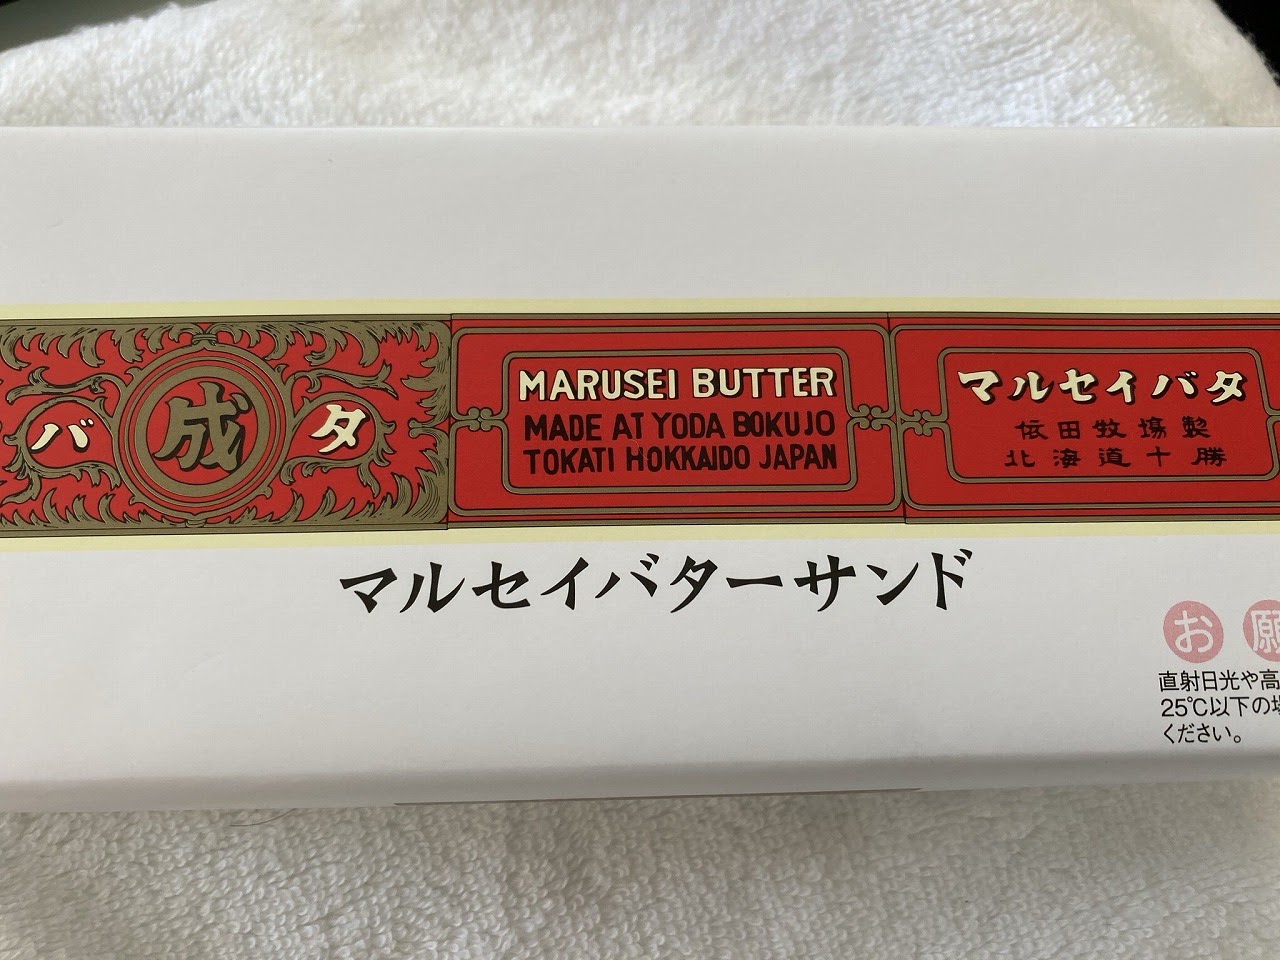 バ成タ
MARUSEI BUTTER
MADE AT YODA BOKUJO
TOKATI HOKKAIDO JAPAN
マルセイバタ
依田牧場製
北海道十勝
マルセイバターサンド
お願
直射日光や高
25℃以下の場
ください。